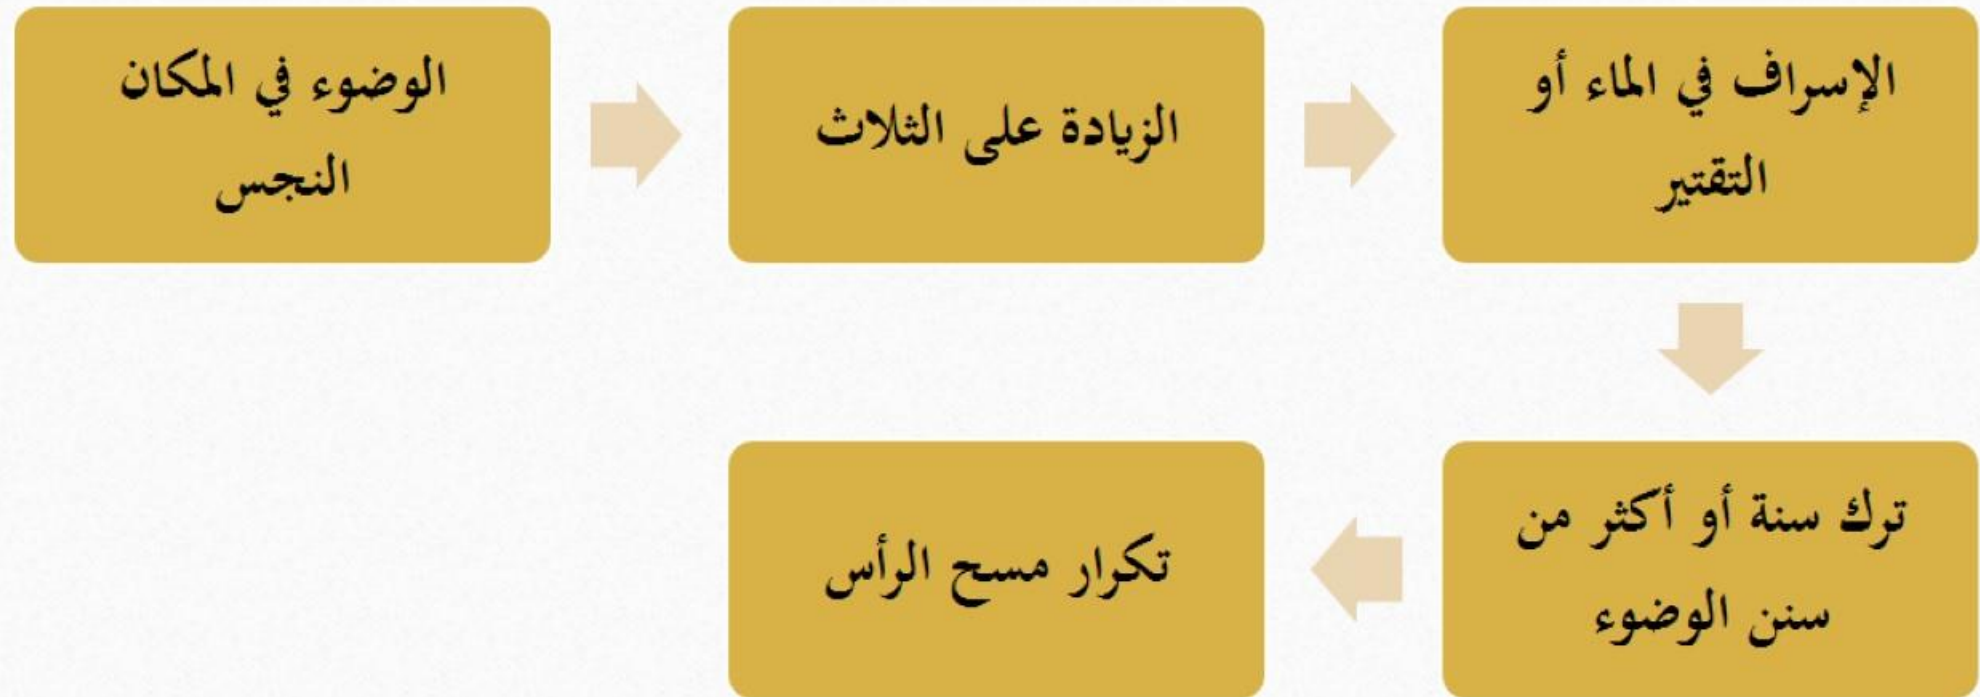 الوضوء في المكان
النجس
الزيادة على الثلاث
الإسراف في الماء أو
التقتير
ترك سنة أو أكثر من
سنن الوضوء
تكرار مسح الرأس